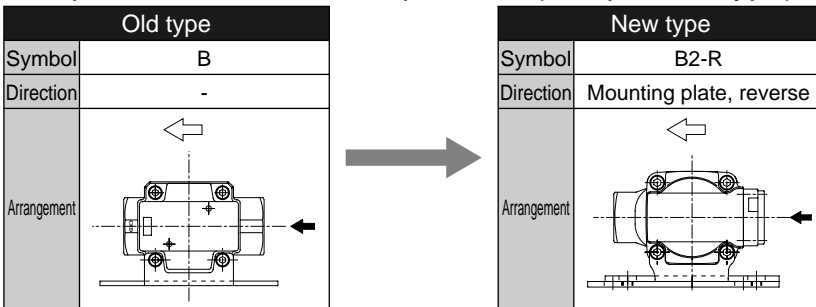 Old type
Symbol B
Direction -
Arrangement
New type
Symbol B2-R
Direction Mounting plate, reverse
Arrangement